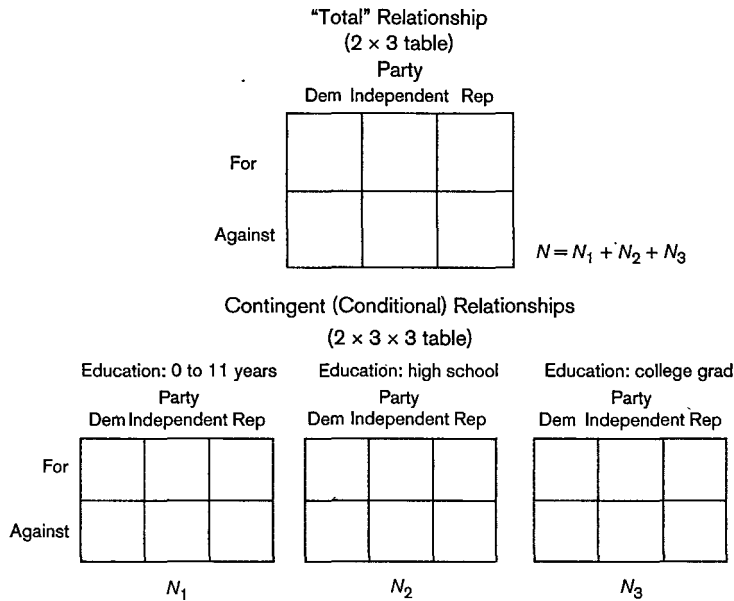 “Total” Relationship
(2 × 3 table)
Party
Dem Independent Rep
For
Against
N = N1 + N2 + N3
Contingent (Conditional) Relationships
(2 × 3 × 3 table)
Education: 0 to 11 years
Party
Dem Independent Rep
For
Against
N1
Education: high school
Party
Dem Independent Rep
N2
Education: college grad
Party
Dem Independent Rep
N3